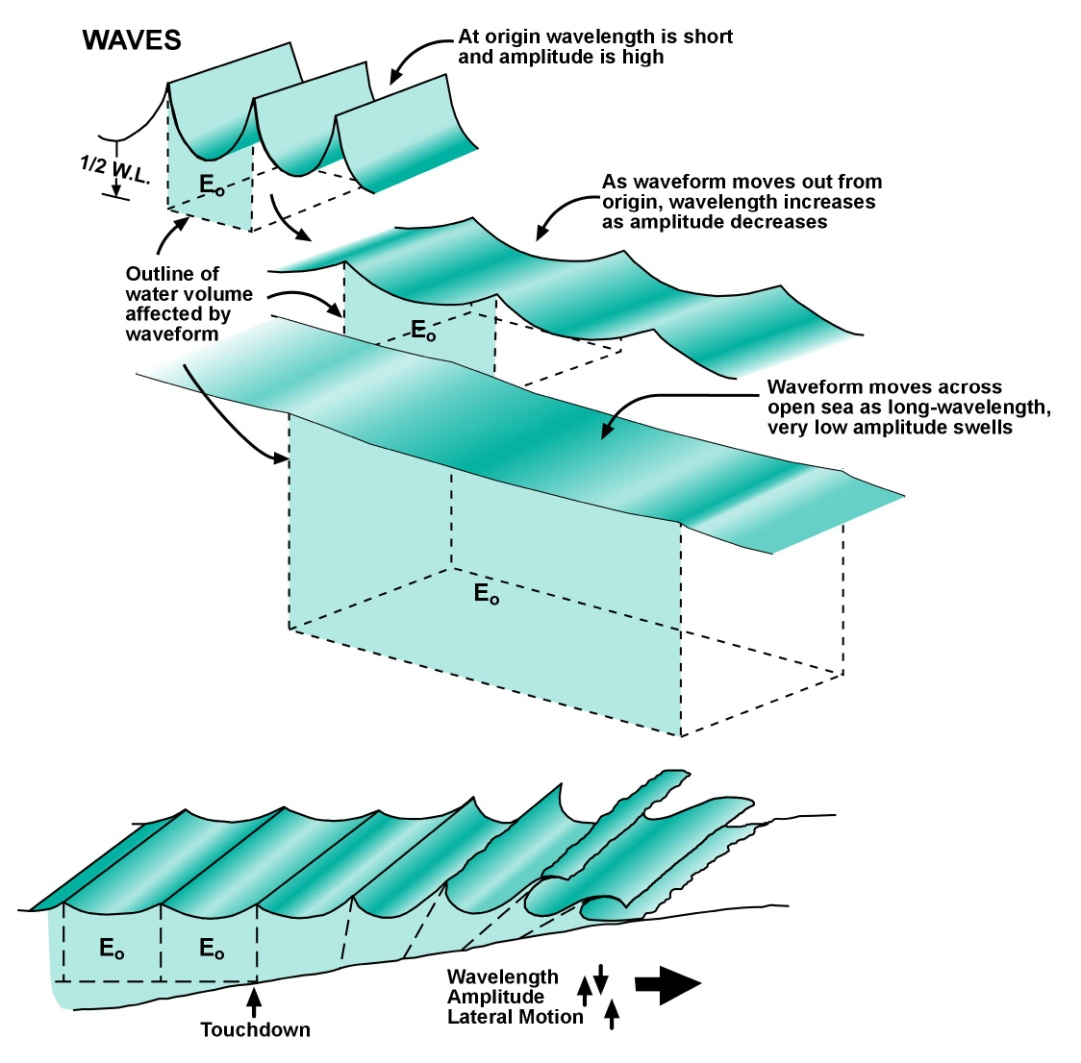 WAVES
At origin wavelength is short
and amplitude is high
1/2 W.L.
Eo
As waveform moves out from
origin, wavelength increases
as amplitude decreases
Outline of
water volume
affected by
waveform
Eo
Waveform moves across
open sea as long-wavelength,
very low amplitude swells
Eo
Eo
Eo
Wavelength
Amplitude
Lateral Motion
Touchdown